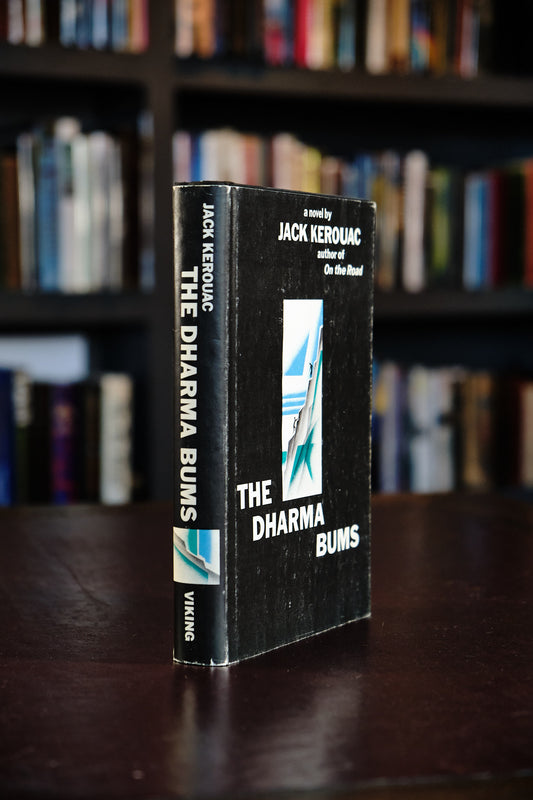 JACK KEROUAC
THE DHARMA BUMS
VIKING
a novel by
JACK KEROUAC
author of
On the Road
THE
DHARMA
BUMS